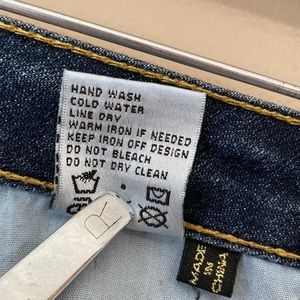 HAND WASH
COLD WATER
LINE DRY
WARM IRON IF NEEDED
KEEP IRON OFF DESIGN
DO NOT BLEACH
DO NOT DRY CLEAN
MADE
IN
CHINA